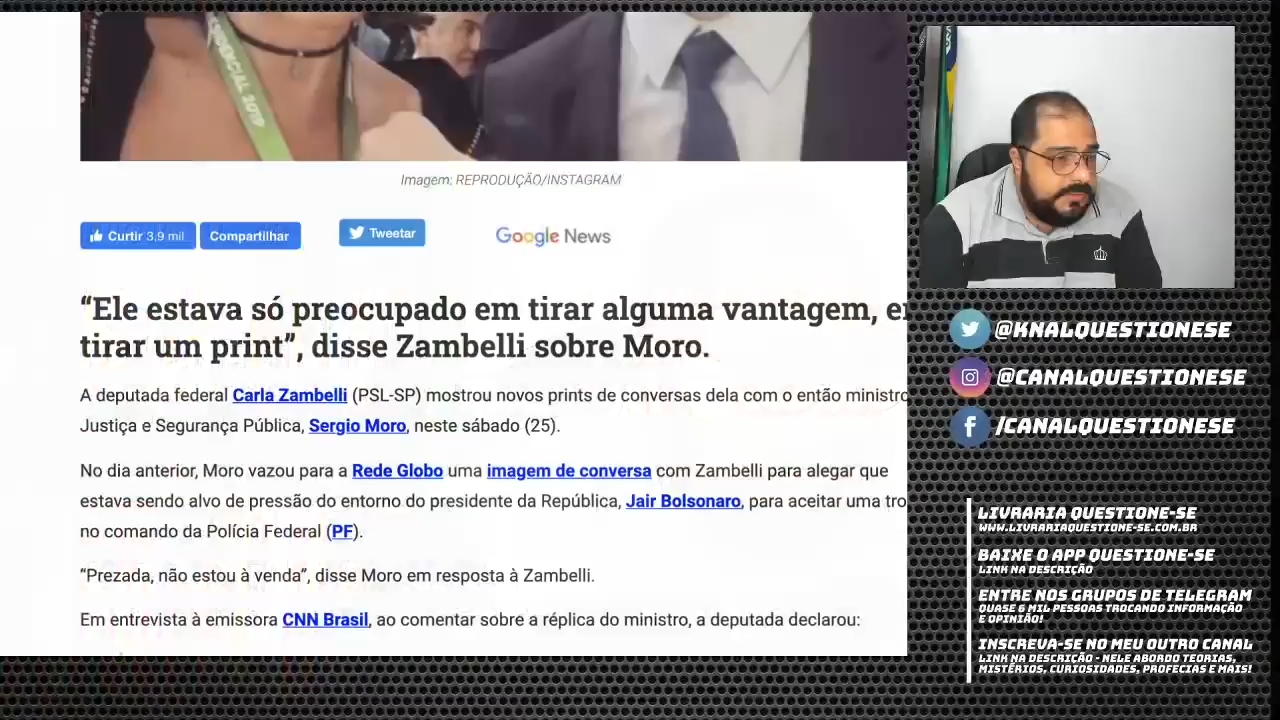 SOCIAL 2019
Imagem: REPRODUÇÃO/INSTAGRAM
Curtir 3,9 mil
Compartilhar
Tweetar
Google News
“Ele estava só preocupado em tirar alguma vantagem,
tirar um print”, disse Zambelli sobre Moro.
A deputada federal Carla Zambelli (PSL-SP) mostrou novos prints de conversas dela com o então ministro
Justiça e Segurança Pública, Sergio Moro, neste sábado (25).
No dia anterior, Moro vazou para a Rede Globo uma imagem de conversa com Zambelli para alegar que
estava sendo alvo de pressão do entorno do presidente da República, Jair Bolsonaro, para aceitar uma tro
no comando da Polícia Federal (PF).
“Prezada, não estou à venda”, disse Moro em resposta à Zambelli.
Em entrevista à emissora CNN Brasil, ao comentar sobre a réplica do ministro, a deputada declarou:
@KNALQUESTIONESE
@CANALQUESTIONESE
/CANALQUESTIONESE
LIVRARIA QUESTIONE-SE
WWW.LIVRARIAQUESTIONE-SE.COM.BR
BAIXE O APP QUESTIONE-SE
LINK NA DESCRIÇÃO
ENTRE NOS GRUPOS DE TELEGRAM
QUASE 6 MIL PESSOAS TROCANDO INFORMAÇÃO
E OPINIÃO!
INSCREVA-SE NO MEU OUTRO CANAL
LINK NA DESCRIÇÃO - NELE ABORDO TEORIAS,
MISTÉRIOS, CURIOSIDADES, PROFECIAS E MAIS!